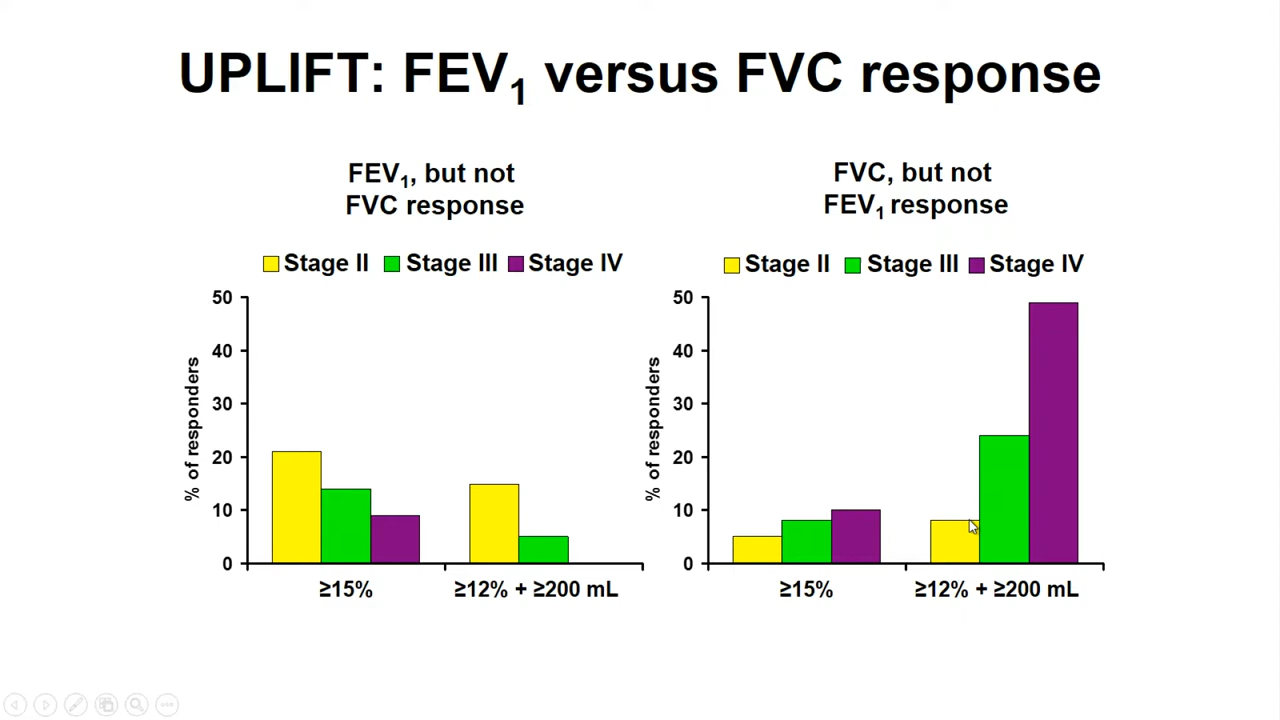 UPLIFT: FEV1 versus FVC response
FEV1, but not
FVC response
Stage II Stage III Stage IV
50
40
30
20
10
0
% of responders
≥15% ≥12% + ≥200 mL
FVC, but not
FEV1 response
Stage II Stage III Stage IV
50
40
30
20
10
0
% of responders
≥15% ≥12% + ≥200 mL